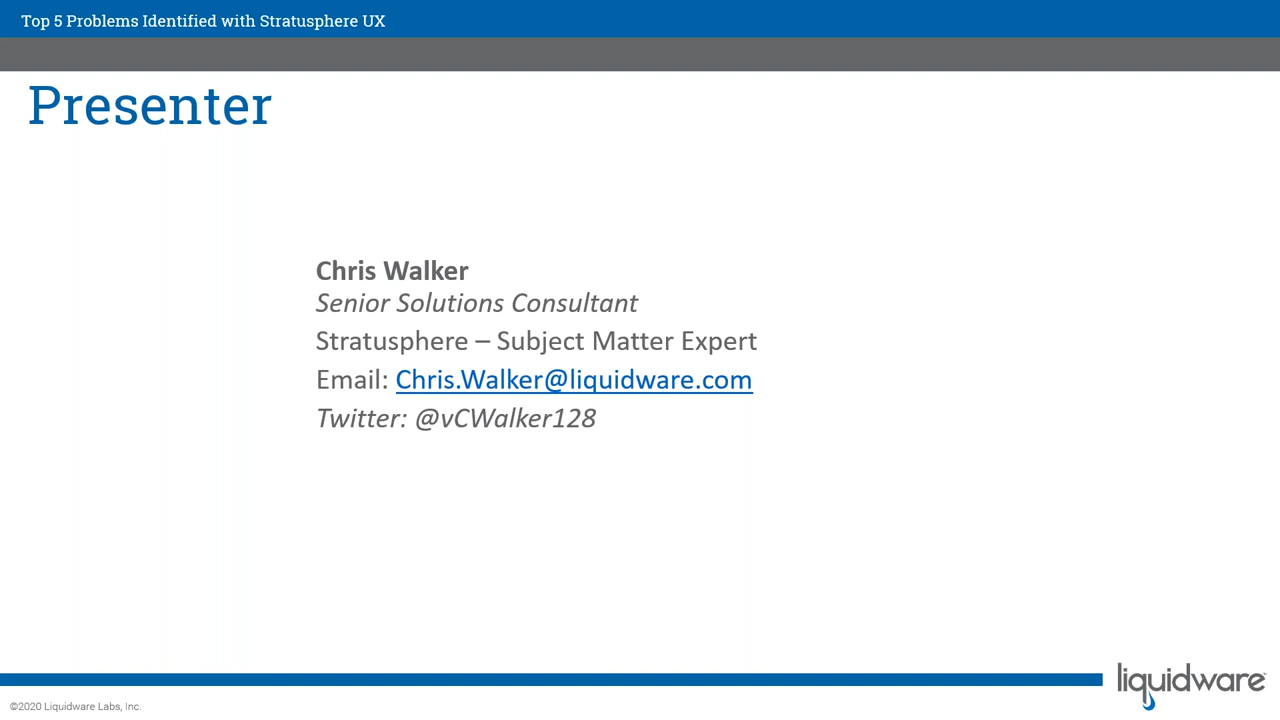 Top 5 Problems Identified with Stratusphere UX
Presenter
Chris Walker
Senior Solutions Consultant
Stratusphere – Subject Matter Expert
Email: Chris.Walker@liquidware.com
Twitter: @vCWalker128
liquidware™
©2020 Liquidware Labs, Inc.